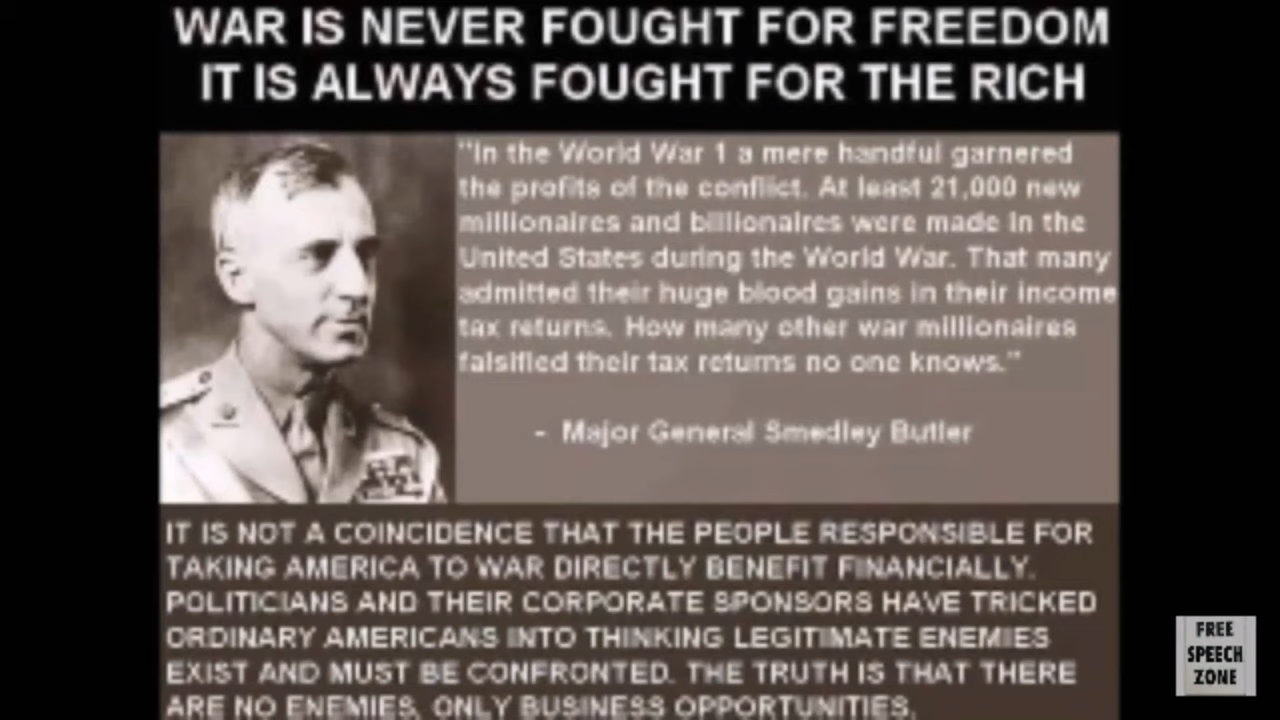 WAR IS NEVER FOUGHT FOR FREEDOM
IT IS ALWAYS FOUGHT FOR THE RICH
"In the World War 1 a mere handful garnered
the profits of the conflict. At least 21,000 new
millionaires and billionaires were made in the
United States during the World War. That many
admitted their huge blood gains in their income
tax returns. How many other war millionaires
falsified their tax returns no one knows."
- Major General Smedley Butler
IT IS NOT A COINCIDENCE THAT THE PEOPLE RESPONSIBLE FOR
TAKING AMERICA TO WAR DIRECTLY BENEFIT FINANCIALLY.
POLITICIANS AND THEIR CORPORATE SPONSORS HAVE TRICKED
ORDINARY AMERICANS INTO THINKING LEGITIMATE ENEMIES
EXIST AND MUST BE CONFRONTED. THE TRUTH IS THAT THERE
ARE NO ENEMIES, ONLY BUSINESS OPPORTUNITIES.
FREE
SPEECH
ZONE